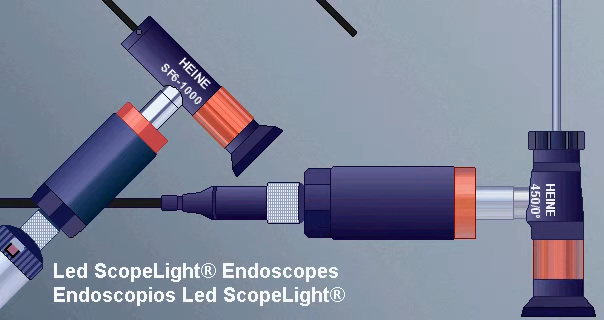 HEINE
SF6-1000
HEINE
450/0°
Led ScopeLight® Endoscopes
Endoscopios Led ScopeLight®